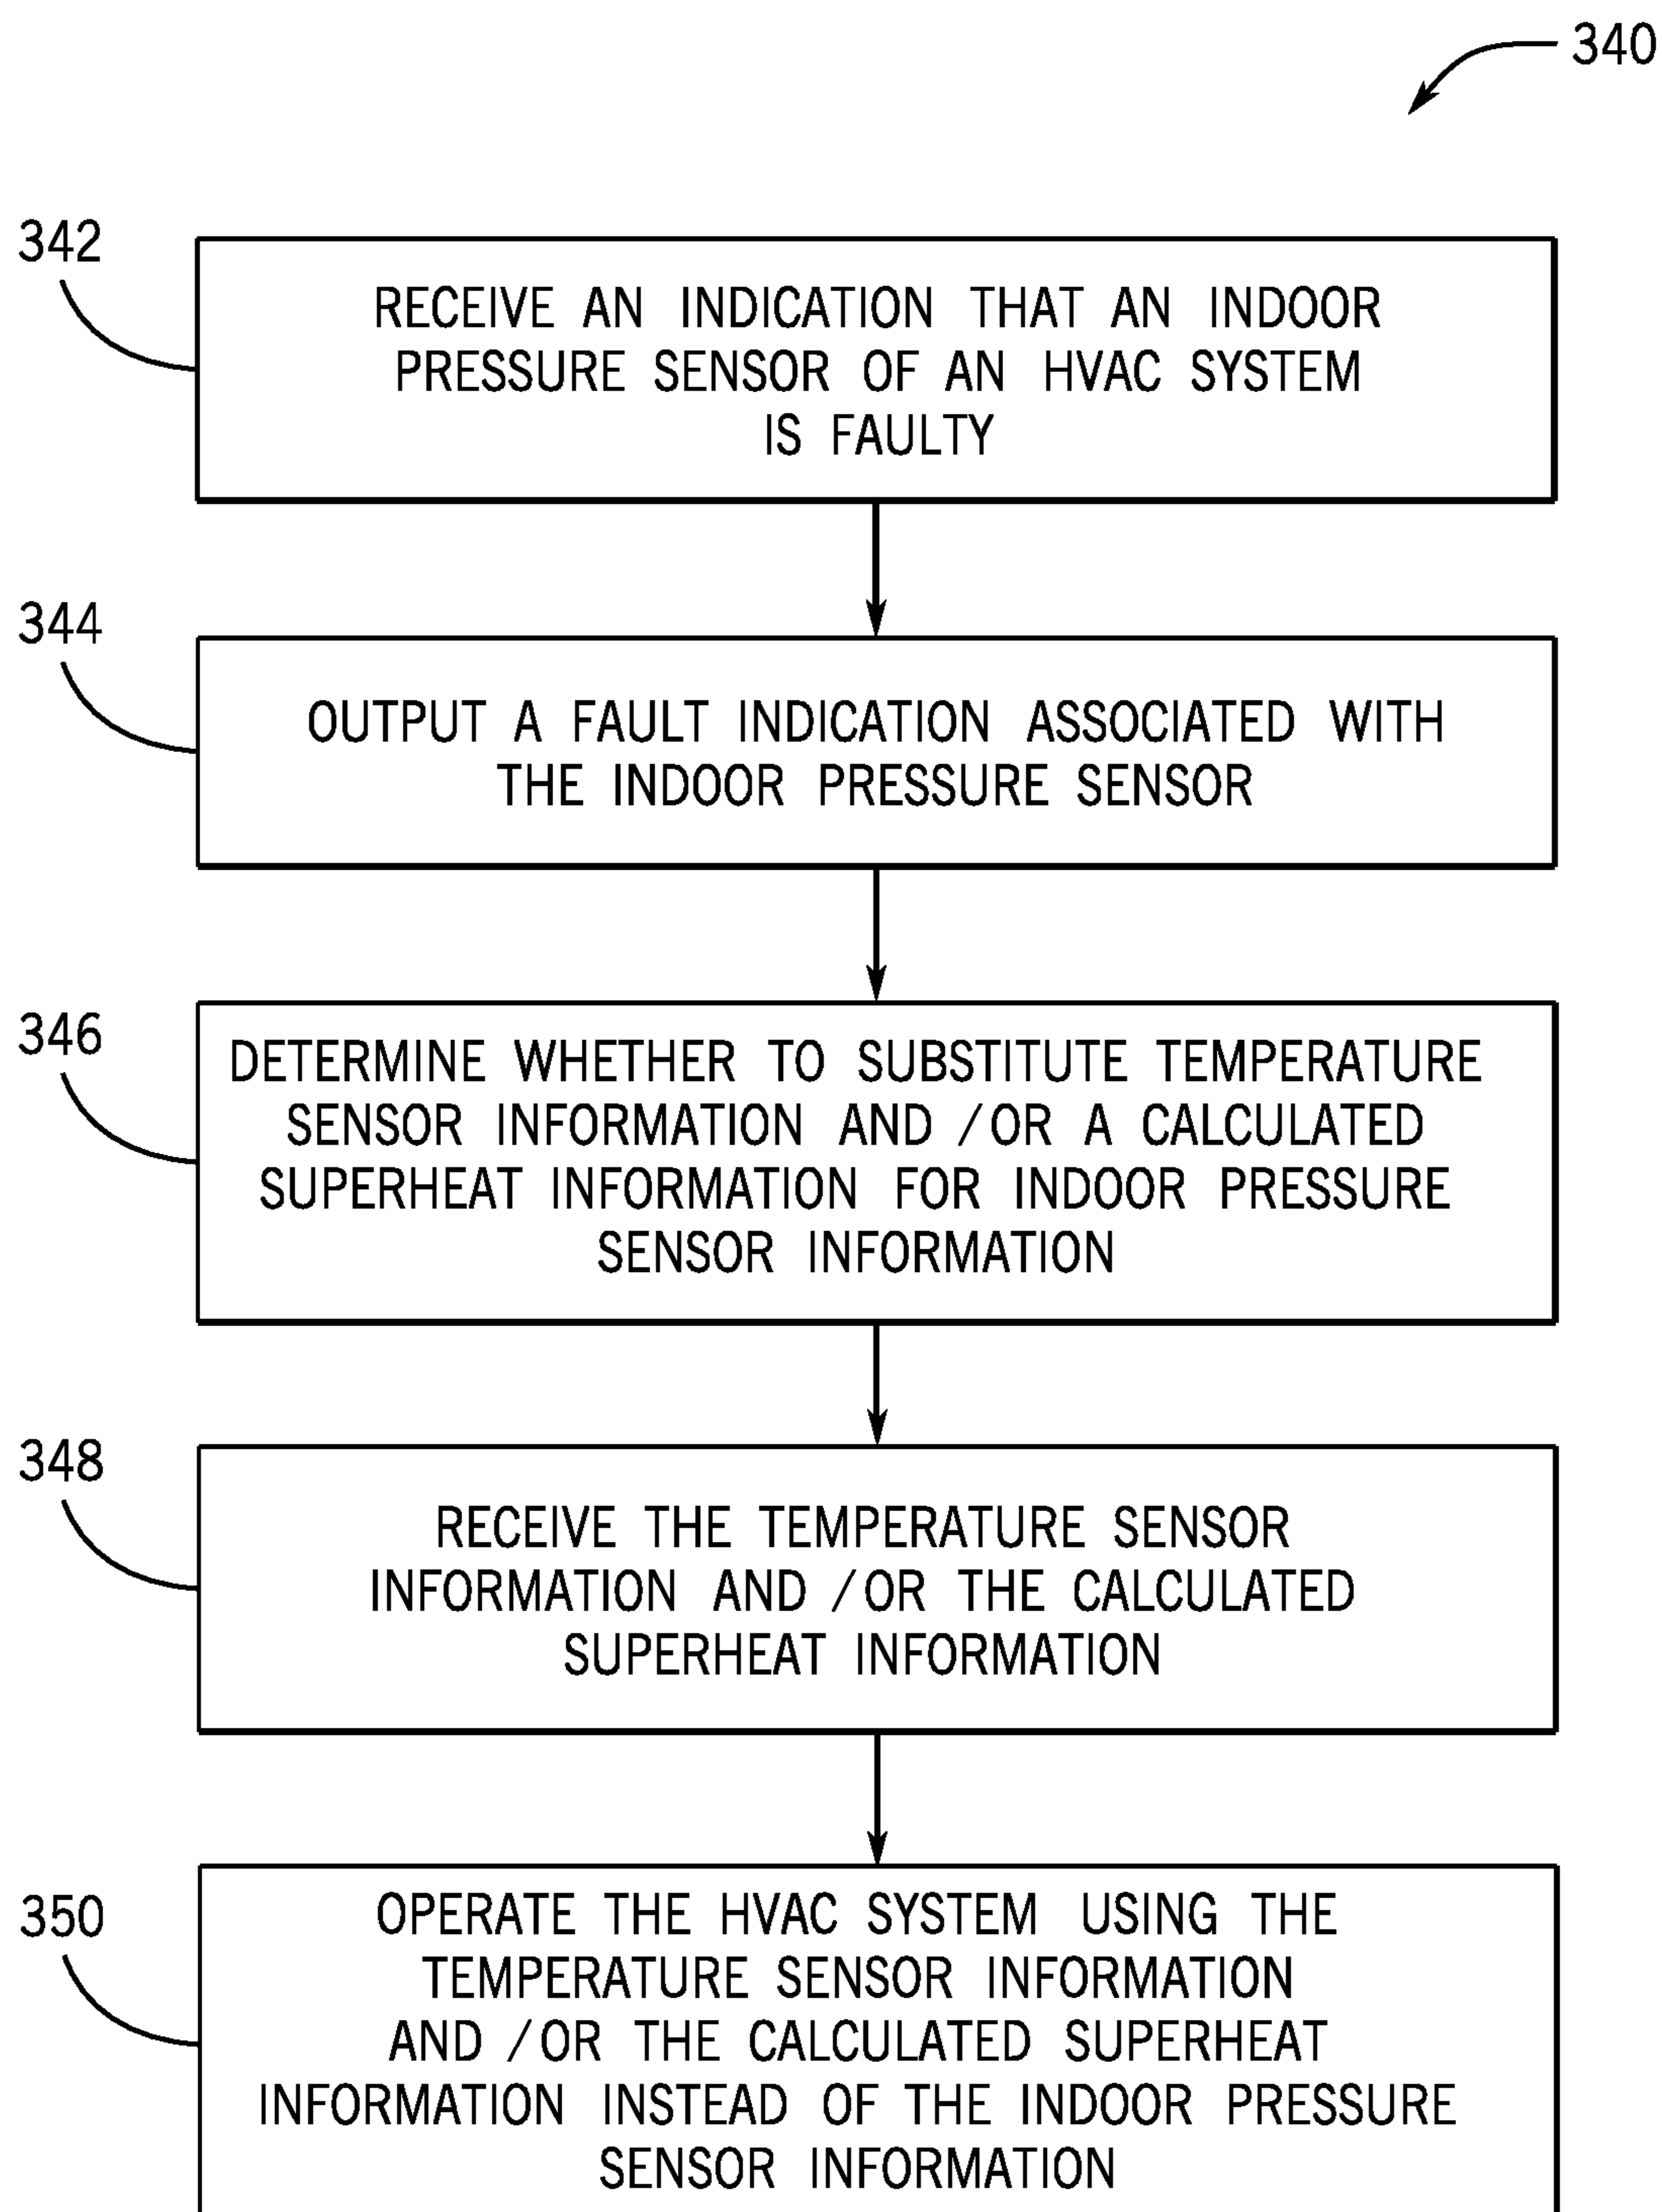 340
342
RECEIVE AN INDICATION THAT AN INDOOR
PRESSURE SENSOR OF AN HVAC SYSTEM
IS FAULTY
344
OUTPUT A FAULT INDICATION ASSOCIATED WITH
THE INDOOR PRESSURE SENSOR
346
DETERMINE WHETHER TO SUBSTITUTE TEMPERATURE
SENSOR INFORMATION AND /OR A CALCULATED
SUPERHEAT INFORMATION FOR INDOOR PRESSURE
SENSOR INFORMATION
348
RECEIVE THE TEMPERATURE SENSOR
INFORMATION AND /OR THE CALCULATED
SUPERHEAT INFORMATION
350
OPERATE THE HVAC SYSTEM USING THE
TEMPERATURE SENSOR INFORMATION
AND /OR THE CALCULATED SUPERHEAT
INFORMATION INSTEAD OF THE INDOOR PRESSURE
SENSOR INFORMATION